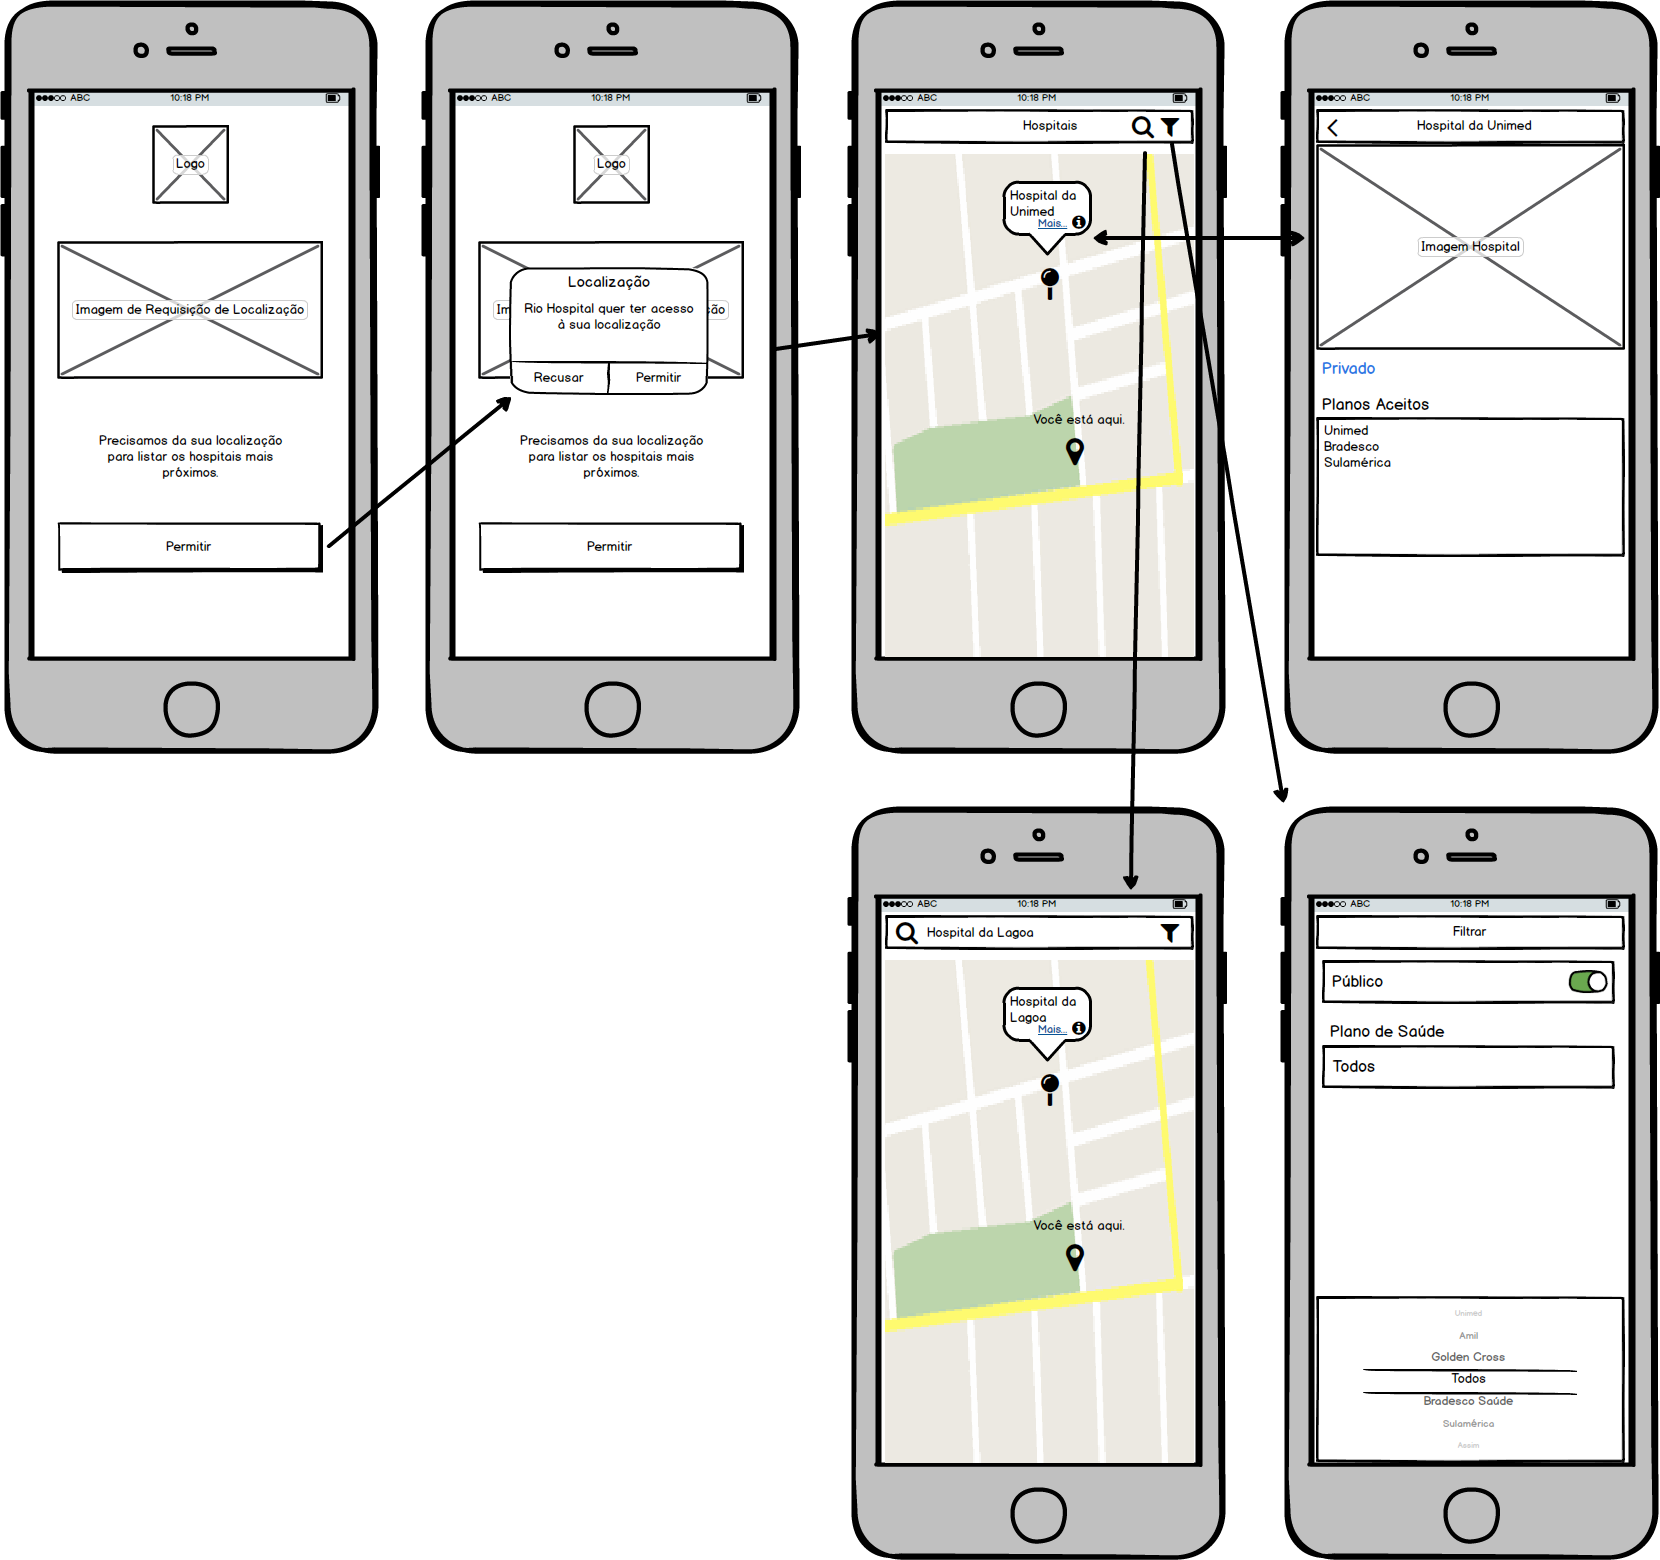 ABC 10:18 PM
Logo
Imagem de Requisição de Localização
Precisamos da sua localização
para listar os hospitais mais
próximos.
Permitir
ABC 10:18 PM
Logo
Im
ção
Localização
Rio Hospital quer ter acesso
à sua localização
Recusar Permitir
Precisamos da sua localização
para listar os hospitais mais
próximos.
Permitir
ABC 10:18 PM
Hospitais
Hospital da
Unimed
Mais...
Você está aqui.
ABC 10:18 PM
Hospital da Unimed
Imagem Hospital
Privado
Planos Aceitos
Unimed
Bradesco
Sulamérica
ABC 10:18 PM
Hospital da Lagoa
Hospital da
Lagoa
Mais...
Você está aqui.
ABC 10:18 PM
Filtrar
Público
Plano de Saúde
Todos
Unimed
Amil
Golden Cross
Todos
Bradesco Saúde
Sulamérica
Assim